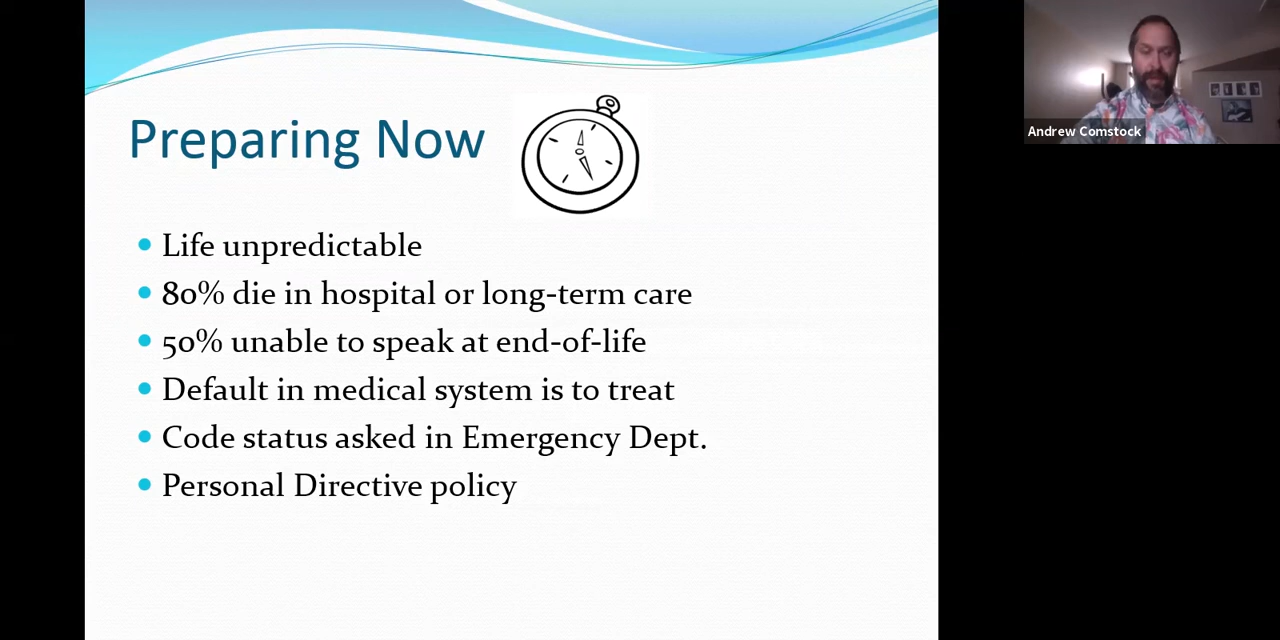 Preparing Now
Life unpredictable
80% die in hospital or long-term care
50% unable to speak at end-of-life
Default in medical system is to treat
Code status asked in Emergency Dept.
Personal Directive policy
Andrew Comstock